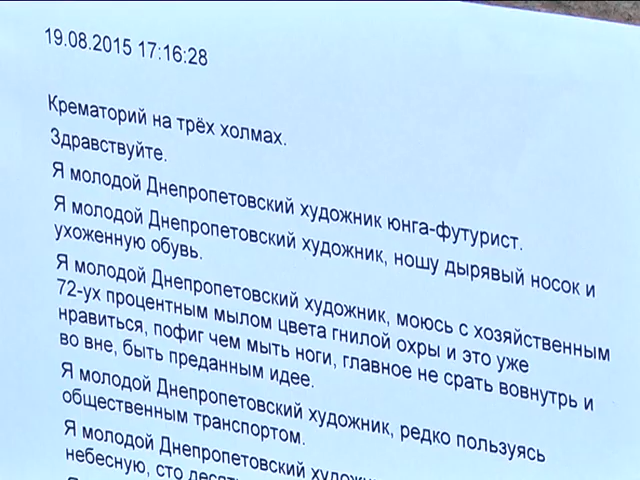 19.08.2015 17:16:28
Крематорий на трёх холмах.
Здравствуйте.
Я молодой Днепропетовский художник юнга-футурист.
Я молодой Днепропетовский художник, ношу дырявый носок и
ухоженную обувь.
Я молодой Днепропетовский художник, моюсь с хозяйственным
72-ух процентным мылом цвета гнилой охры и это уже
нравиться, пофиг чем мыть ноги, главное не срать вовнутрь и
во вне, быть преданным идее.
Я молодой Днепропетовский художник, редко пользуясь
общественным транспортом.
Я молодой Днепропетовский
небесную, сто